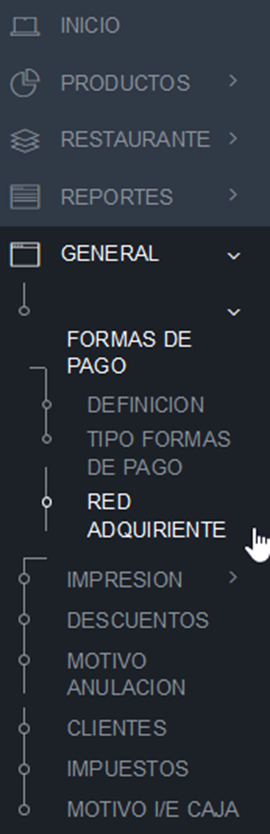 INICIO
PRODUCTOS
RESTAURANTE
REPORTES
GENERAL
FORMAS DE
PAGO
DEFINICION
TIPO FORMAS
DE PAGO
RED
ADQUIRIENTE
IMPRESION
DESCUENTOS
MOTIVO
ANULACION
CLIENTES
IMPUESTOS
MOTIVO I/E CAJA